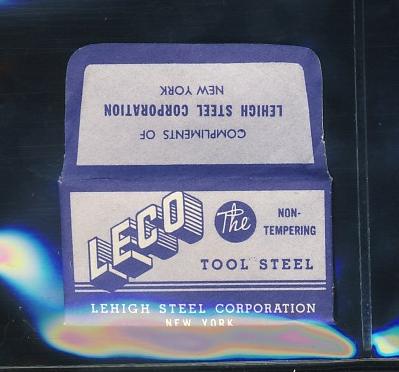 COMPLIMENTS OF
LEHIGH STEEL CORPORATION
NEW YORK
LECO
The
NON-
TEMPERING
TOOL STEEL
LEHIGH STEEL CORPORATION
NEW YORK